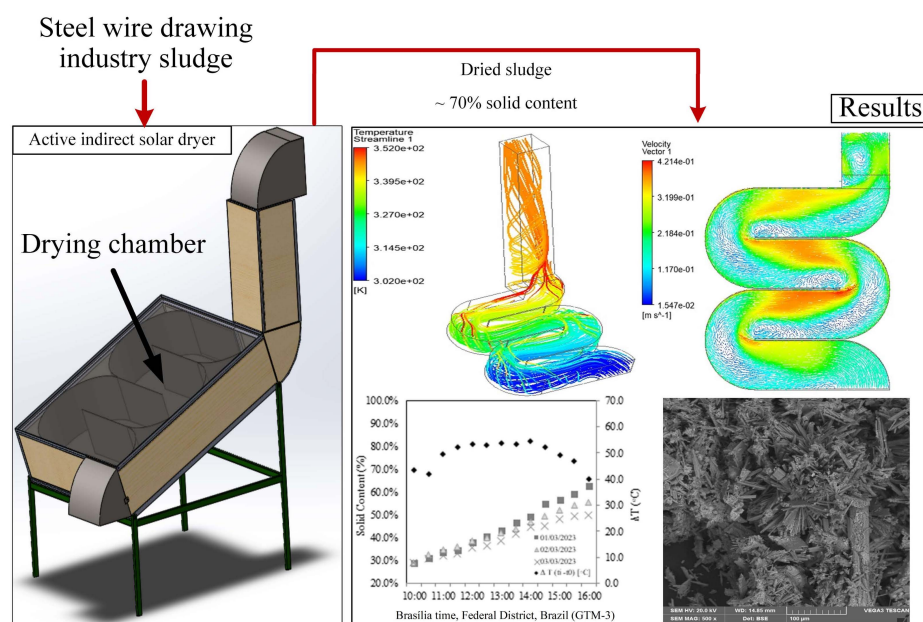 Steel wire drawing
industry sludge
Dried sludge
~ 70% solid content
Results
Active indirect solar dryer
Drying chamber
Temperature
Streamline 1
3.520e+02
3.395e+02
3.270e+02
3.145e+02
3.020e+02
[K]
Velocity
Vector 1
4.214e-01
3.199e-01
2.184e-01
1.170e-01
1.547e-02
[m s^-1]
Solid Content (%)
100.0%
90.0%
80.0%
70.0%
60.0%
50.0%
40.0%
30.0%
20.0%
70.0
60.0
50.0
40.0
30.0
20.0
10.0
0.0
ΔT (°C)
01/03/2023
02/03/2023
03/03/2023
10:00
11:00
12:00
13:00
14:00
15:00
16:00
Brasília time, Federal District, Brazil (GTM-3)
SEM HV: 20.0 kV
WD: 14.85 mm
VEGA3 TESCAN
SEM MAG: 500 x
Det: BSE
100 µm